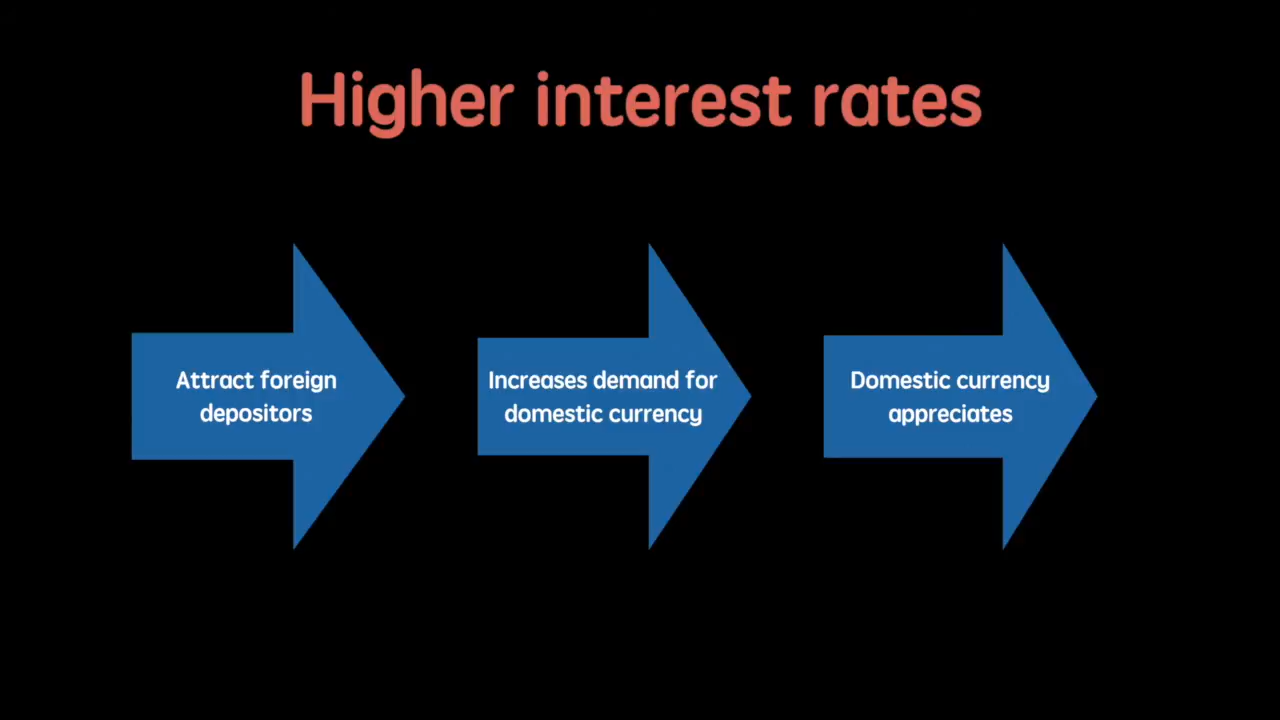 Higher interest rates
Attract foreign
depositors
Increases demand for
domestic currency
Domestic currency
appreciates